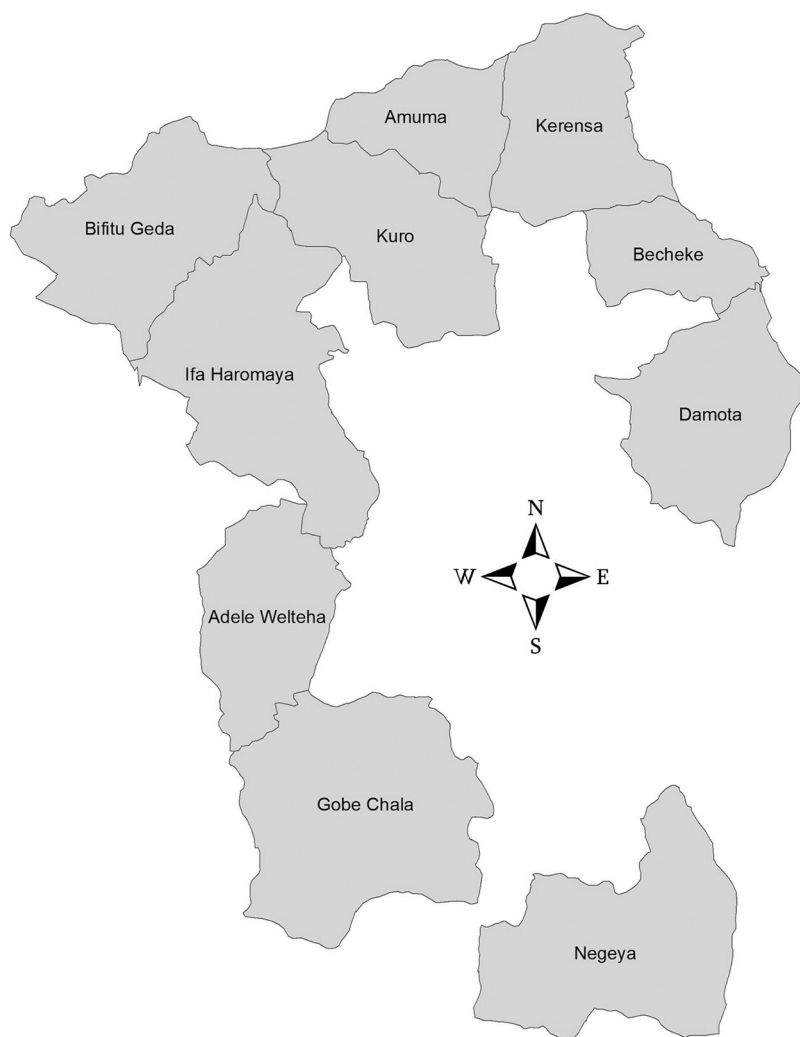 Amuma
Kerensa
Bifitu Geda
Kuro
Becheke
Ifa Haromaya
Damota
N
W
E
S
Adele Welteha
Gobe Chala
Negeya